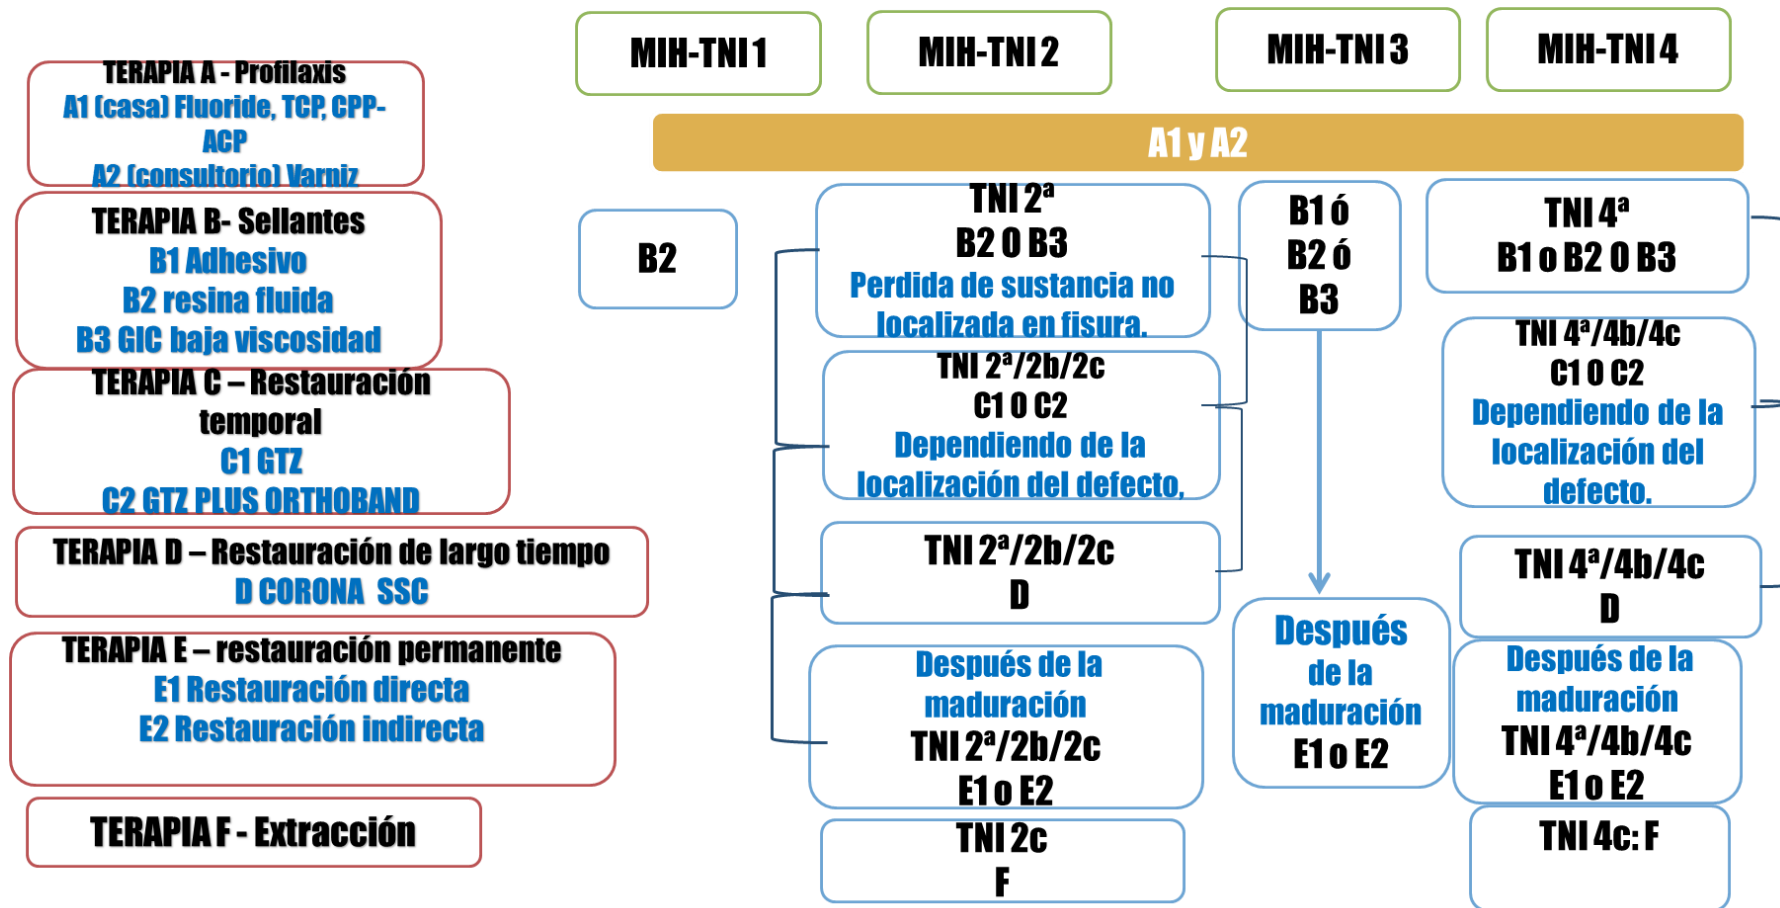 TERAPIA A - Profilaxis
A1 (casa) Fluoride, TCP, CPP-
ACP
A2 (consultorio) Varniz
TERAPIA B- Sellantes
B1 Adhesivo
B2 resina fluida
B3 GIC baja viscosidad
TERAPIA C – Restauración
temporal
C1 GTZ
C2 GTZ PLUS ORTHOBAND
TERAPIA D – Restauración de largo tiempo
D CORONA SSC
TERAPIA E – restauración permanente
E1 Restauración directa
E2 Restauración indirecta
TERAPIA F - Extracción
MIH-TNI 1
MIH-TNI 2
MIH-TNI 3
MIH-TNI 4
A1 y A2
B2
TNI 2ª
B2 O B3
Perdida de sustancia no
localizada en fisura.
TNI 2ª/2b/2c
C1 O C2
Dependiendo de la
localización del defecto,
TNI 2ª/2b/2c
D
Después de la
maduración
TNI 2ª/2b/2c
E1 o E2
TNI 2c
F
B1 ó
B2 ó
B3
Después
de la
maduración
E1 o E2
TNI 4ª
B1 o B2 O B3
TNI 4ª/4b/4c
C1 O C2
Dependiendo de la
localización del
defecto.
TNI 4ª/4b/4c
D
Después de la
maduración
TNI 4ª/4b/4c
E1 o E2
TNI 4c: F